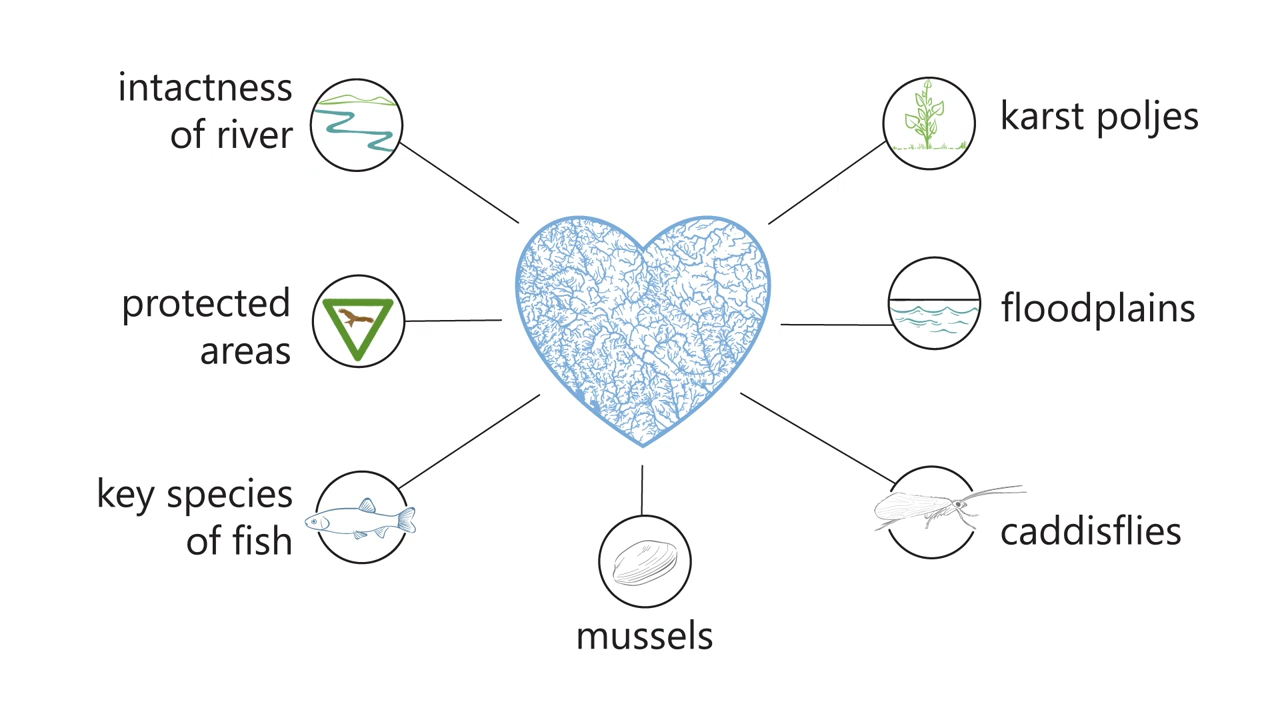 intactness
of river
protected
areas
key species
of fish
mussels
karst poljes
floodplains
caddisflies